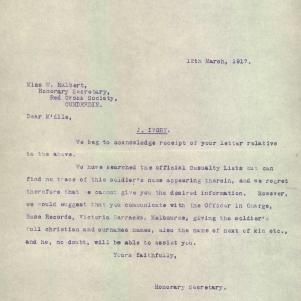 12th March, 1917.
Miss W. Halbert,
Honorary Secretary,
Red Cross Society,
CUNDERDIN.
Dear M'dlle,
J. IVORY.
We beg to acknowledge receipt of your letter relative
to the above.
We have searched the official Casualty Lists but can
find no trace of this soldier's name appearing therein, and we regret
therefore that we cannot give you the desired information. However,
we would suggest that you communicate with the Officer in Charge,
Base Records, Victoria Barracks, Melbourne, giving the soldier's
full christian and surnames names, also the name of next of kin etc.,
and he, no doubt, will be able to assist you.
Yours faithfully,
Honorary Secretary.